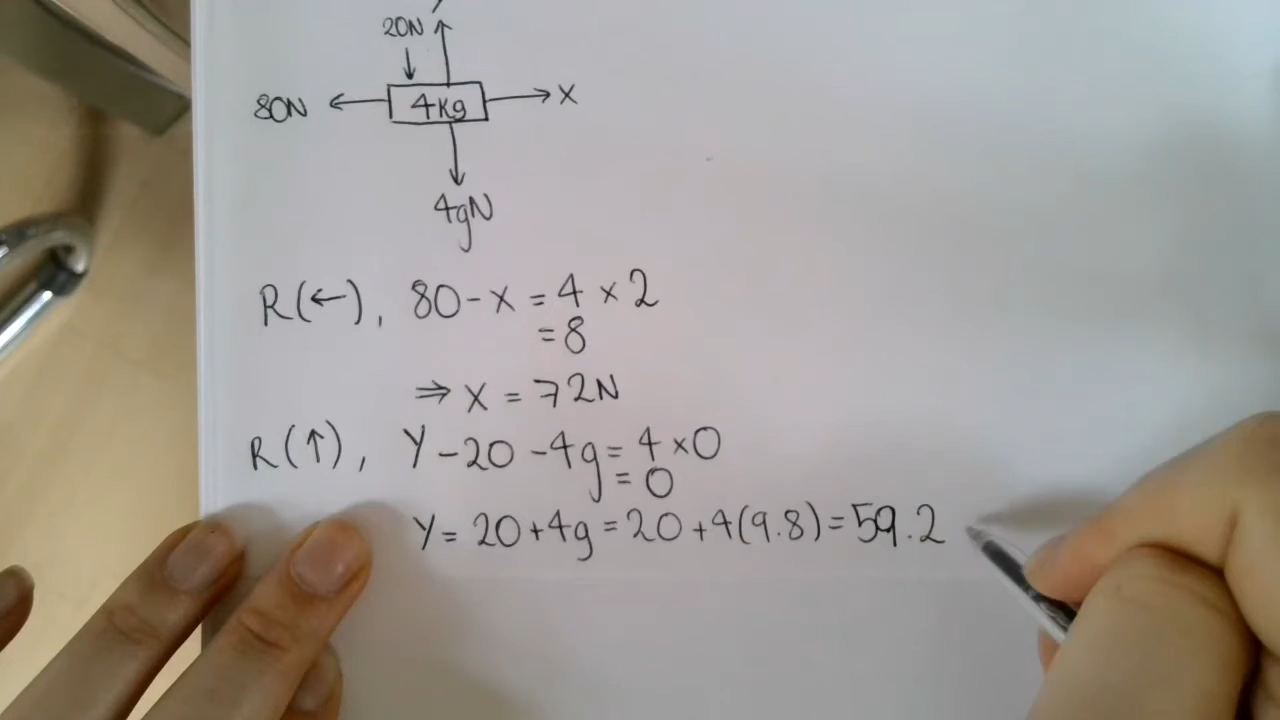 20N
80N
4Kg
X
4gN
R(←), 80-X = 4 × 2
= 8
⇒ X = 72N
R(↑), Y-20-4g = 4×0
= 0
Y = 20+4g = 20+4(9.8) = 59.2